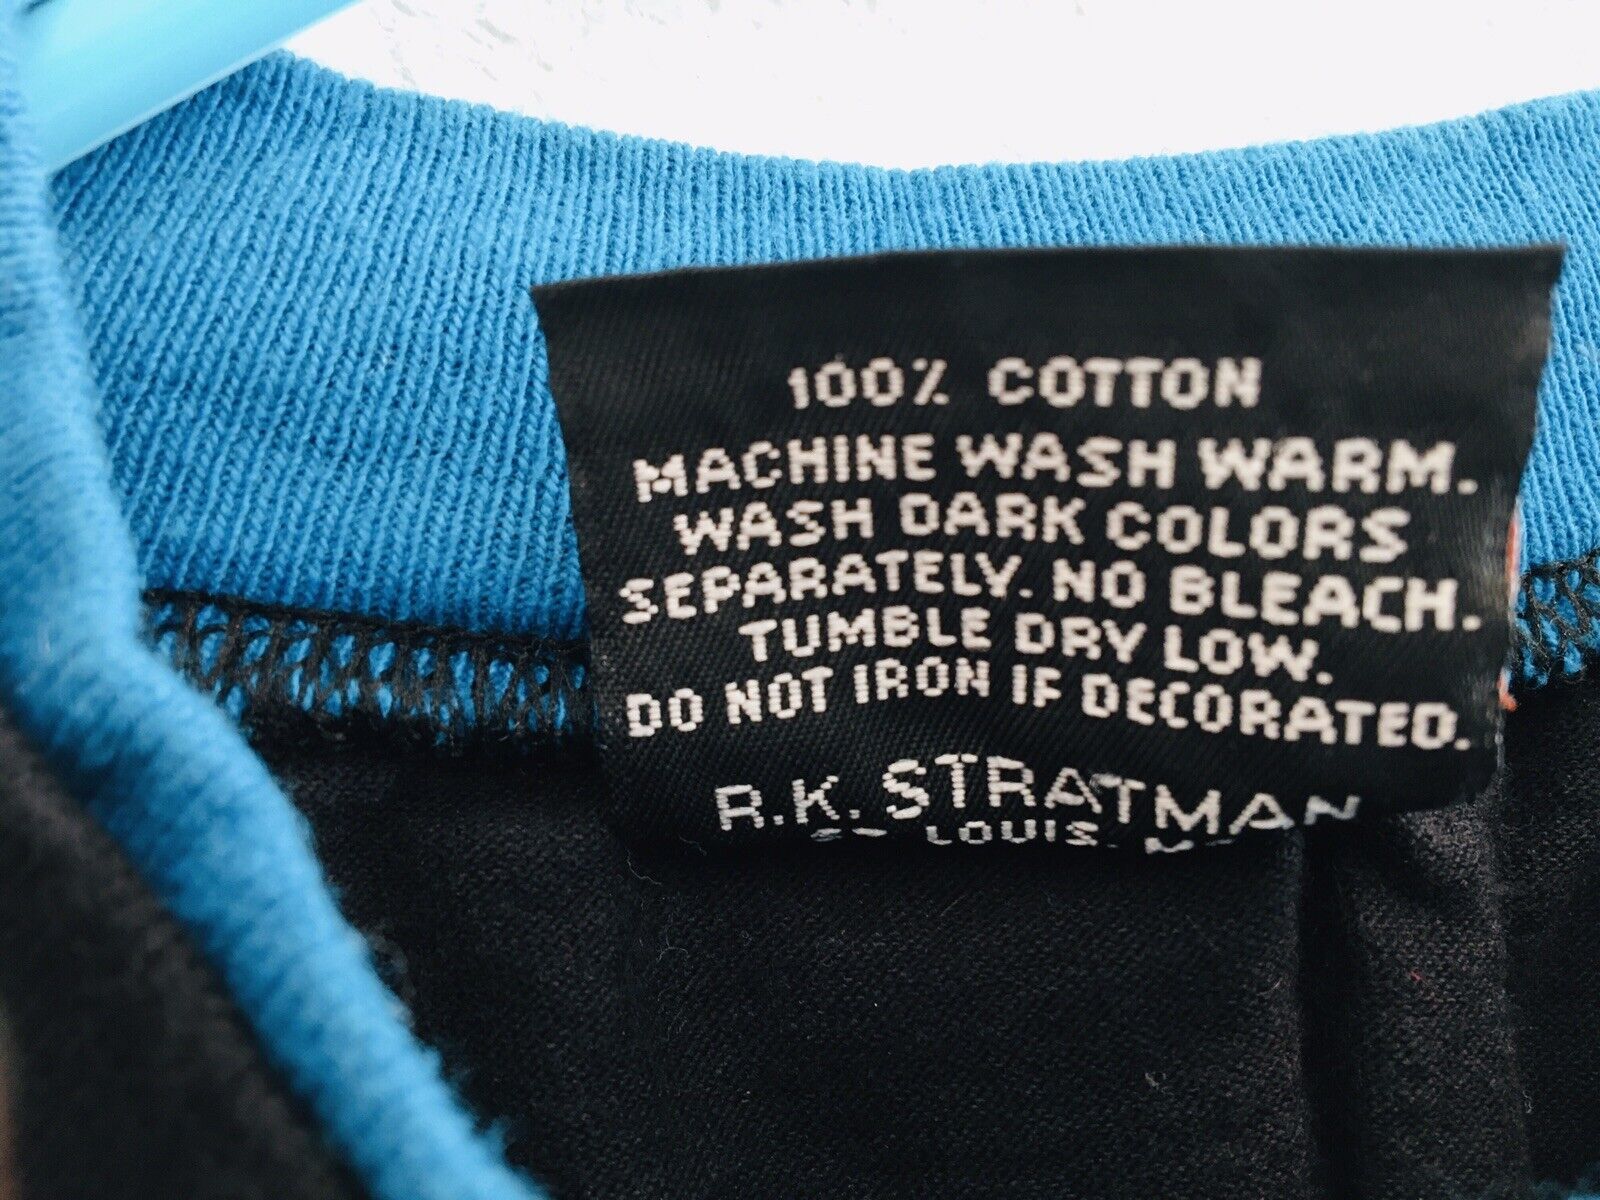 100% COTTON
MACHINE WASH WARM.
WASH DARK COLORS
SEPARATELY. NO BLEACH.
TUMBLE DRY LOW.
DO NOT IRON IF DECORATED.
R.K. STRATMAN
LOUIS,